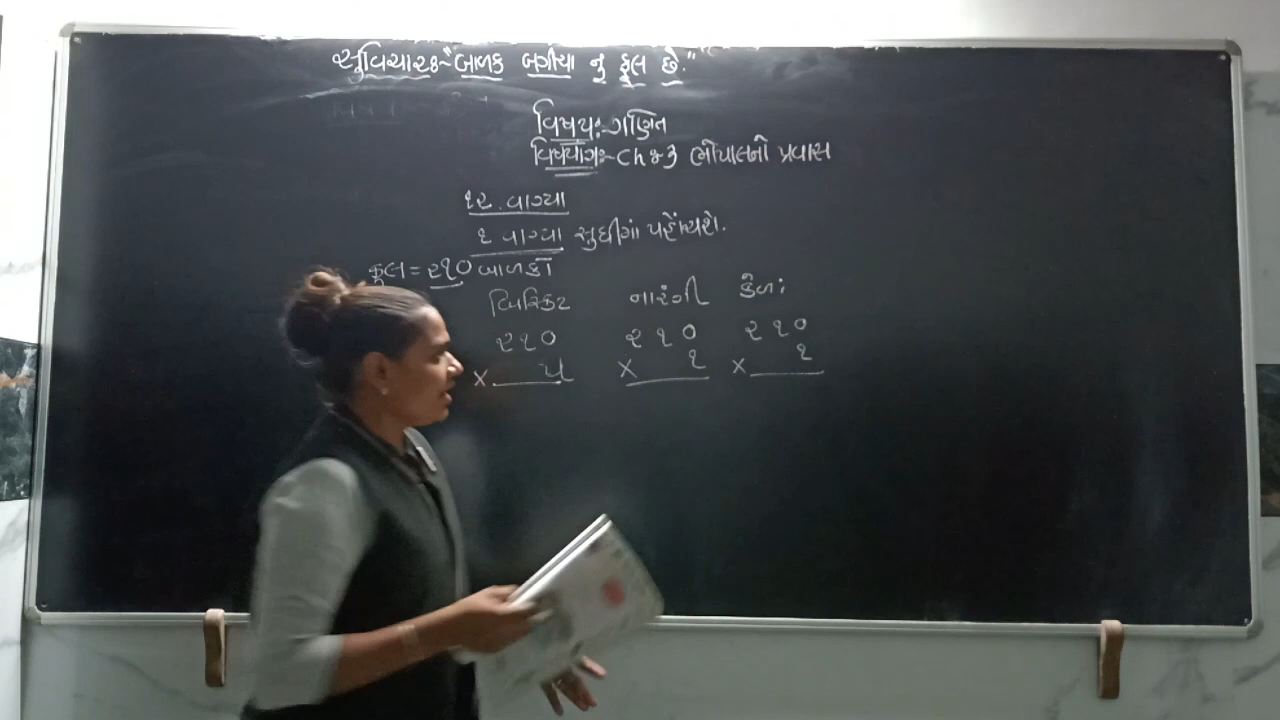 સુવિચારઃ- "બાળક બગીચા નું ફૂલ છે."
વિષયઃ- ગણિત
વિષયાંગઃ- Ch ૪ 3 ભોપાલનો પ્રવાસ
૧૨ વાગ્યા
૧ વાગ્યા સુધીમાં પહોંચશે.
કૂલ = ૨૧૦ બાળકો
બિસ્કિટ નારંગી કેળા
૨૧૦ ૨૧૦ ૨૧૦
× ૫ × ૧ × ૧